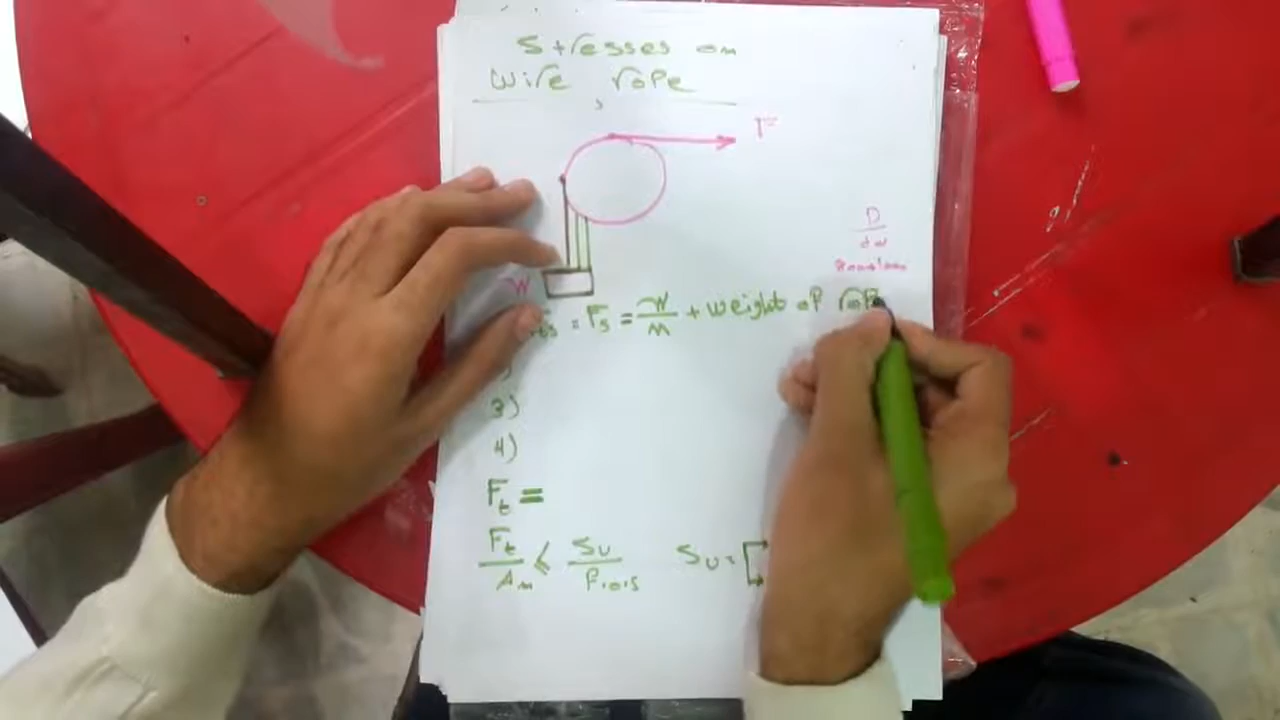 Stresses on
wire rope
F
D
dw
W
Fs = W/m + weight of rope
3)
4)
Ft =
Ft/Am ≤ Su/f.o.s Su = [